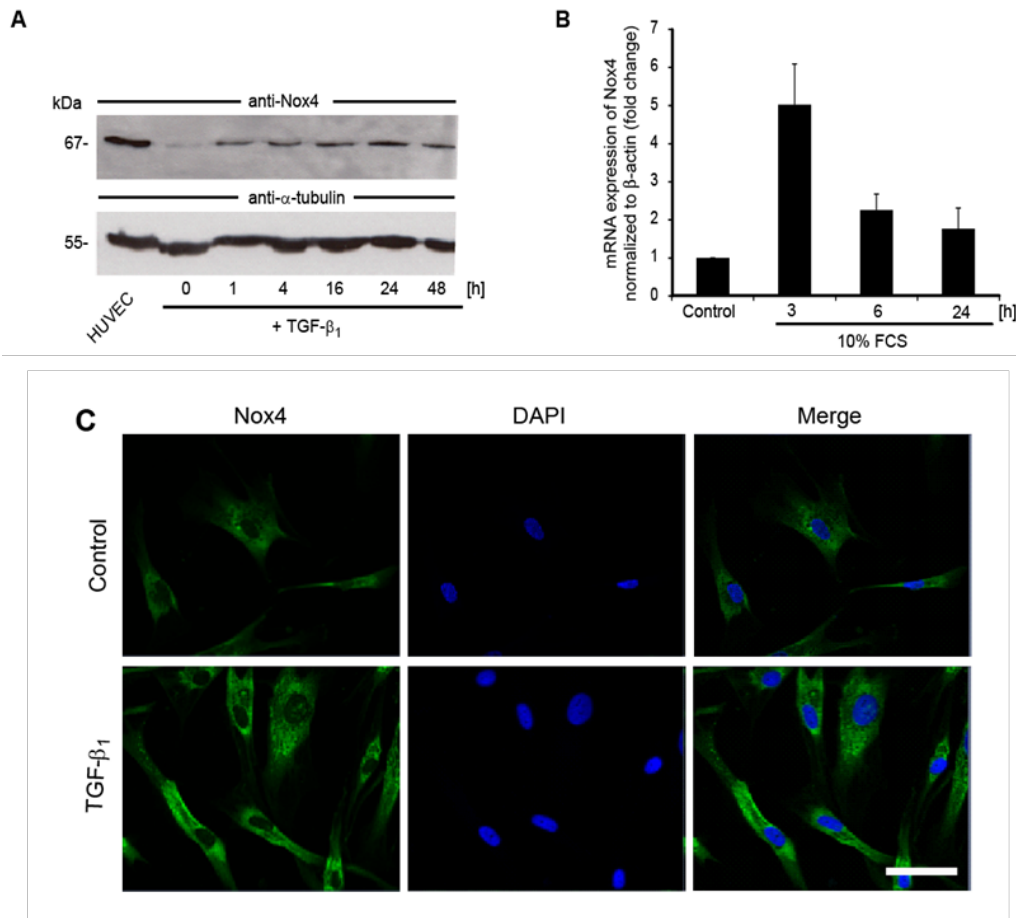 A
kDa
anti-Nox4
67-
anti-α-tubulin
55-
HUVEC
0 1 4 16 24 48 [h]
+ TGF-β₁
B
mRNA expression of Nox4
normalized to β-actin (fold change)
7
6
5
4
3
2
1
0
Control 3 6 24 [h]
10% FCS
C
Nox4 DAPI Merge
Control
TGF-β₁